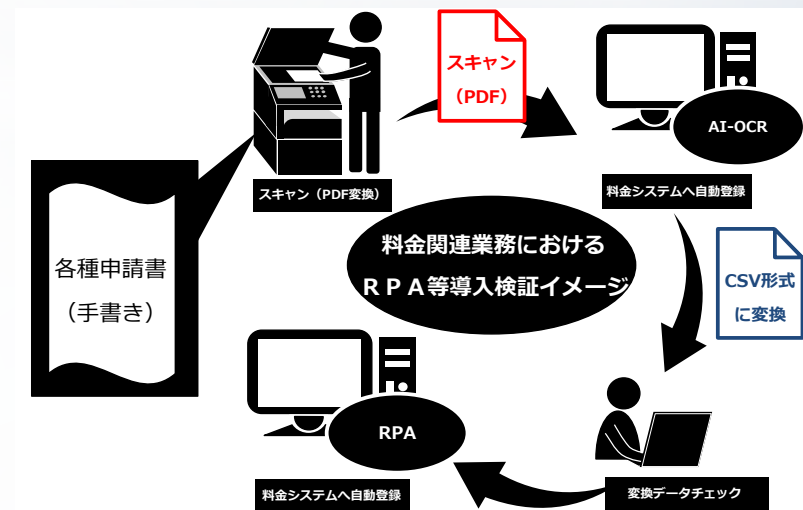 各種申請書
（手書き）
スキャン（PDF変換）
スキャン
（PDF）
AI-OCR
料金システムへ自動登録
料金関連業務における
ＲＰＡ等導入検証イメージ
CSV形式
に変換
変換データチェック
RPA
料金システムへ自動登録